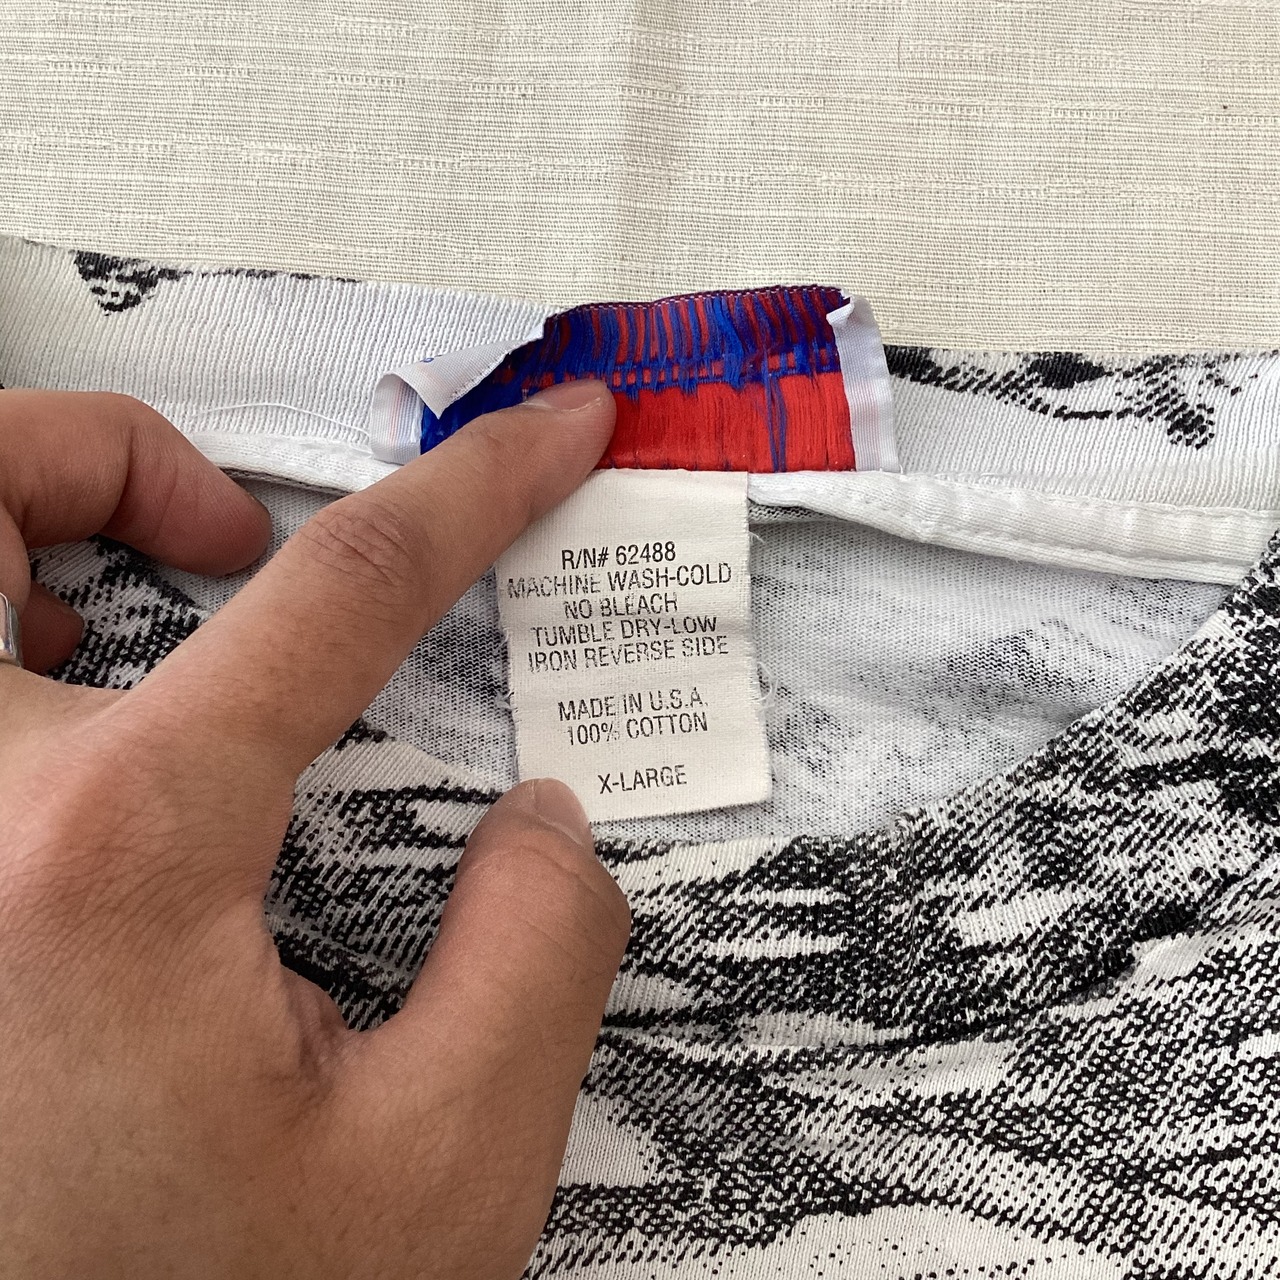 R/N# 62488
MACHINE WASH-COLD
NO BLEACH
TUMBLE DRY-LOW
IRON REVERSE SIDE
MADE IN U.S.A.
100% COTTON
X-LARGE